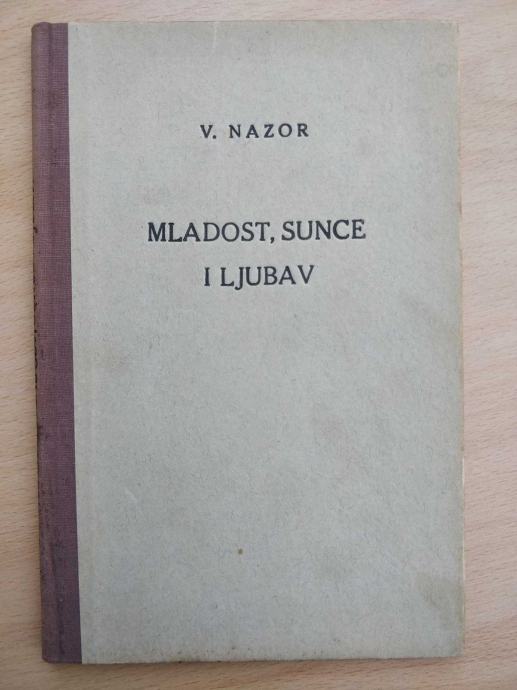 V. NAZOR
MLADOST, SUNCE
I LJUBAV